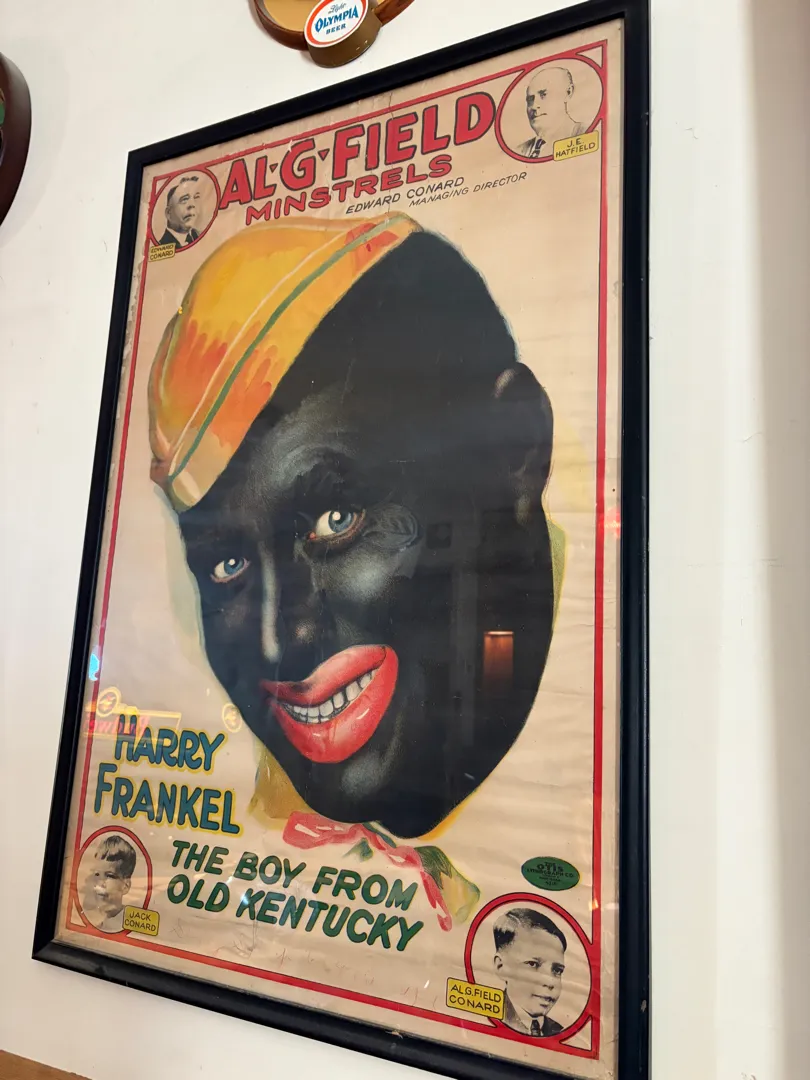 Light
OLYMPIA
BEER
AL·G·FIELD
MINSTRELS
EDWARD CONARD
MANAGING DIRECTOR
J.E.
HATFIELD
EDWARD
CONARD
HARRY
FRANKEL
THE BOY FROM
OLD KENTUCKY
JACK
CONARD
OTIS
AL G. FIELD
CONARD